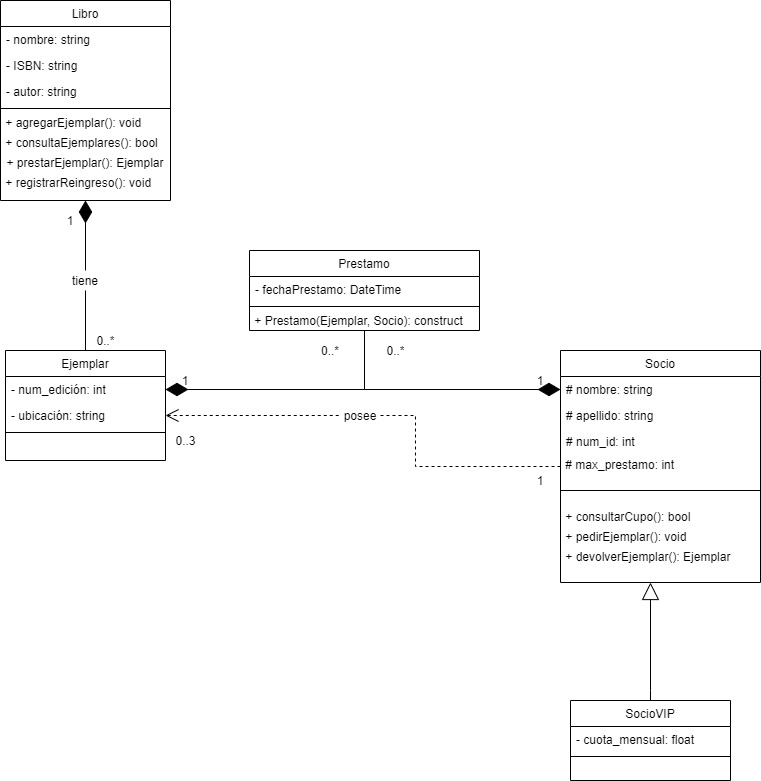 Libro
- nombre: string
- ISBN: string
- autor: string
+ agregarEjemplar(): void
+ consultaEjemplares(): bool
+ prestarEjemplar(): Ejemplar
+ registrarReingreso(): void
1
tiene
0..*
Prestamo
- fechaPrestamo: DateTime
+ Prestamo(Ejemplar, Socio): construct
0..*
0..*
Ejemplar
- num_edición: int
- ubicación: string
1
1
posee
0..3
1
Socio
# nombre: string
# apellido: string
# num_id: int
# max_prestamo: int
+ consultarCupo(): bool
+ pedirEjemplar(): void
+ devolverEjemplar(): Ejemplar
SocioVIP
- cuota_mensual: float